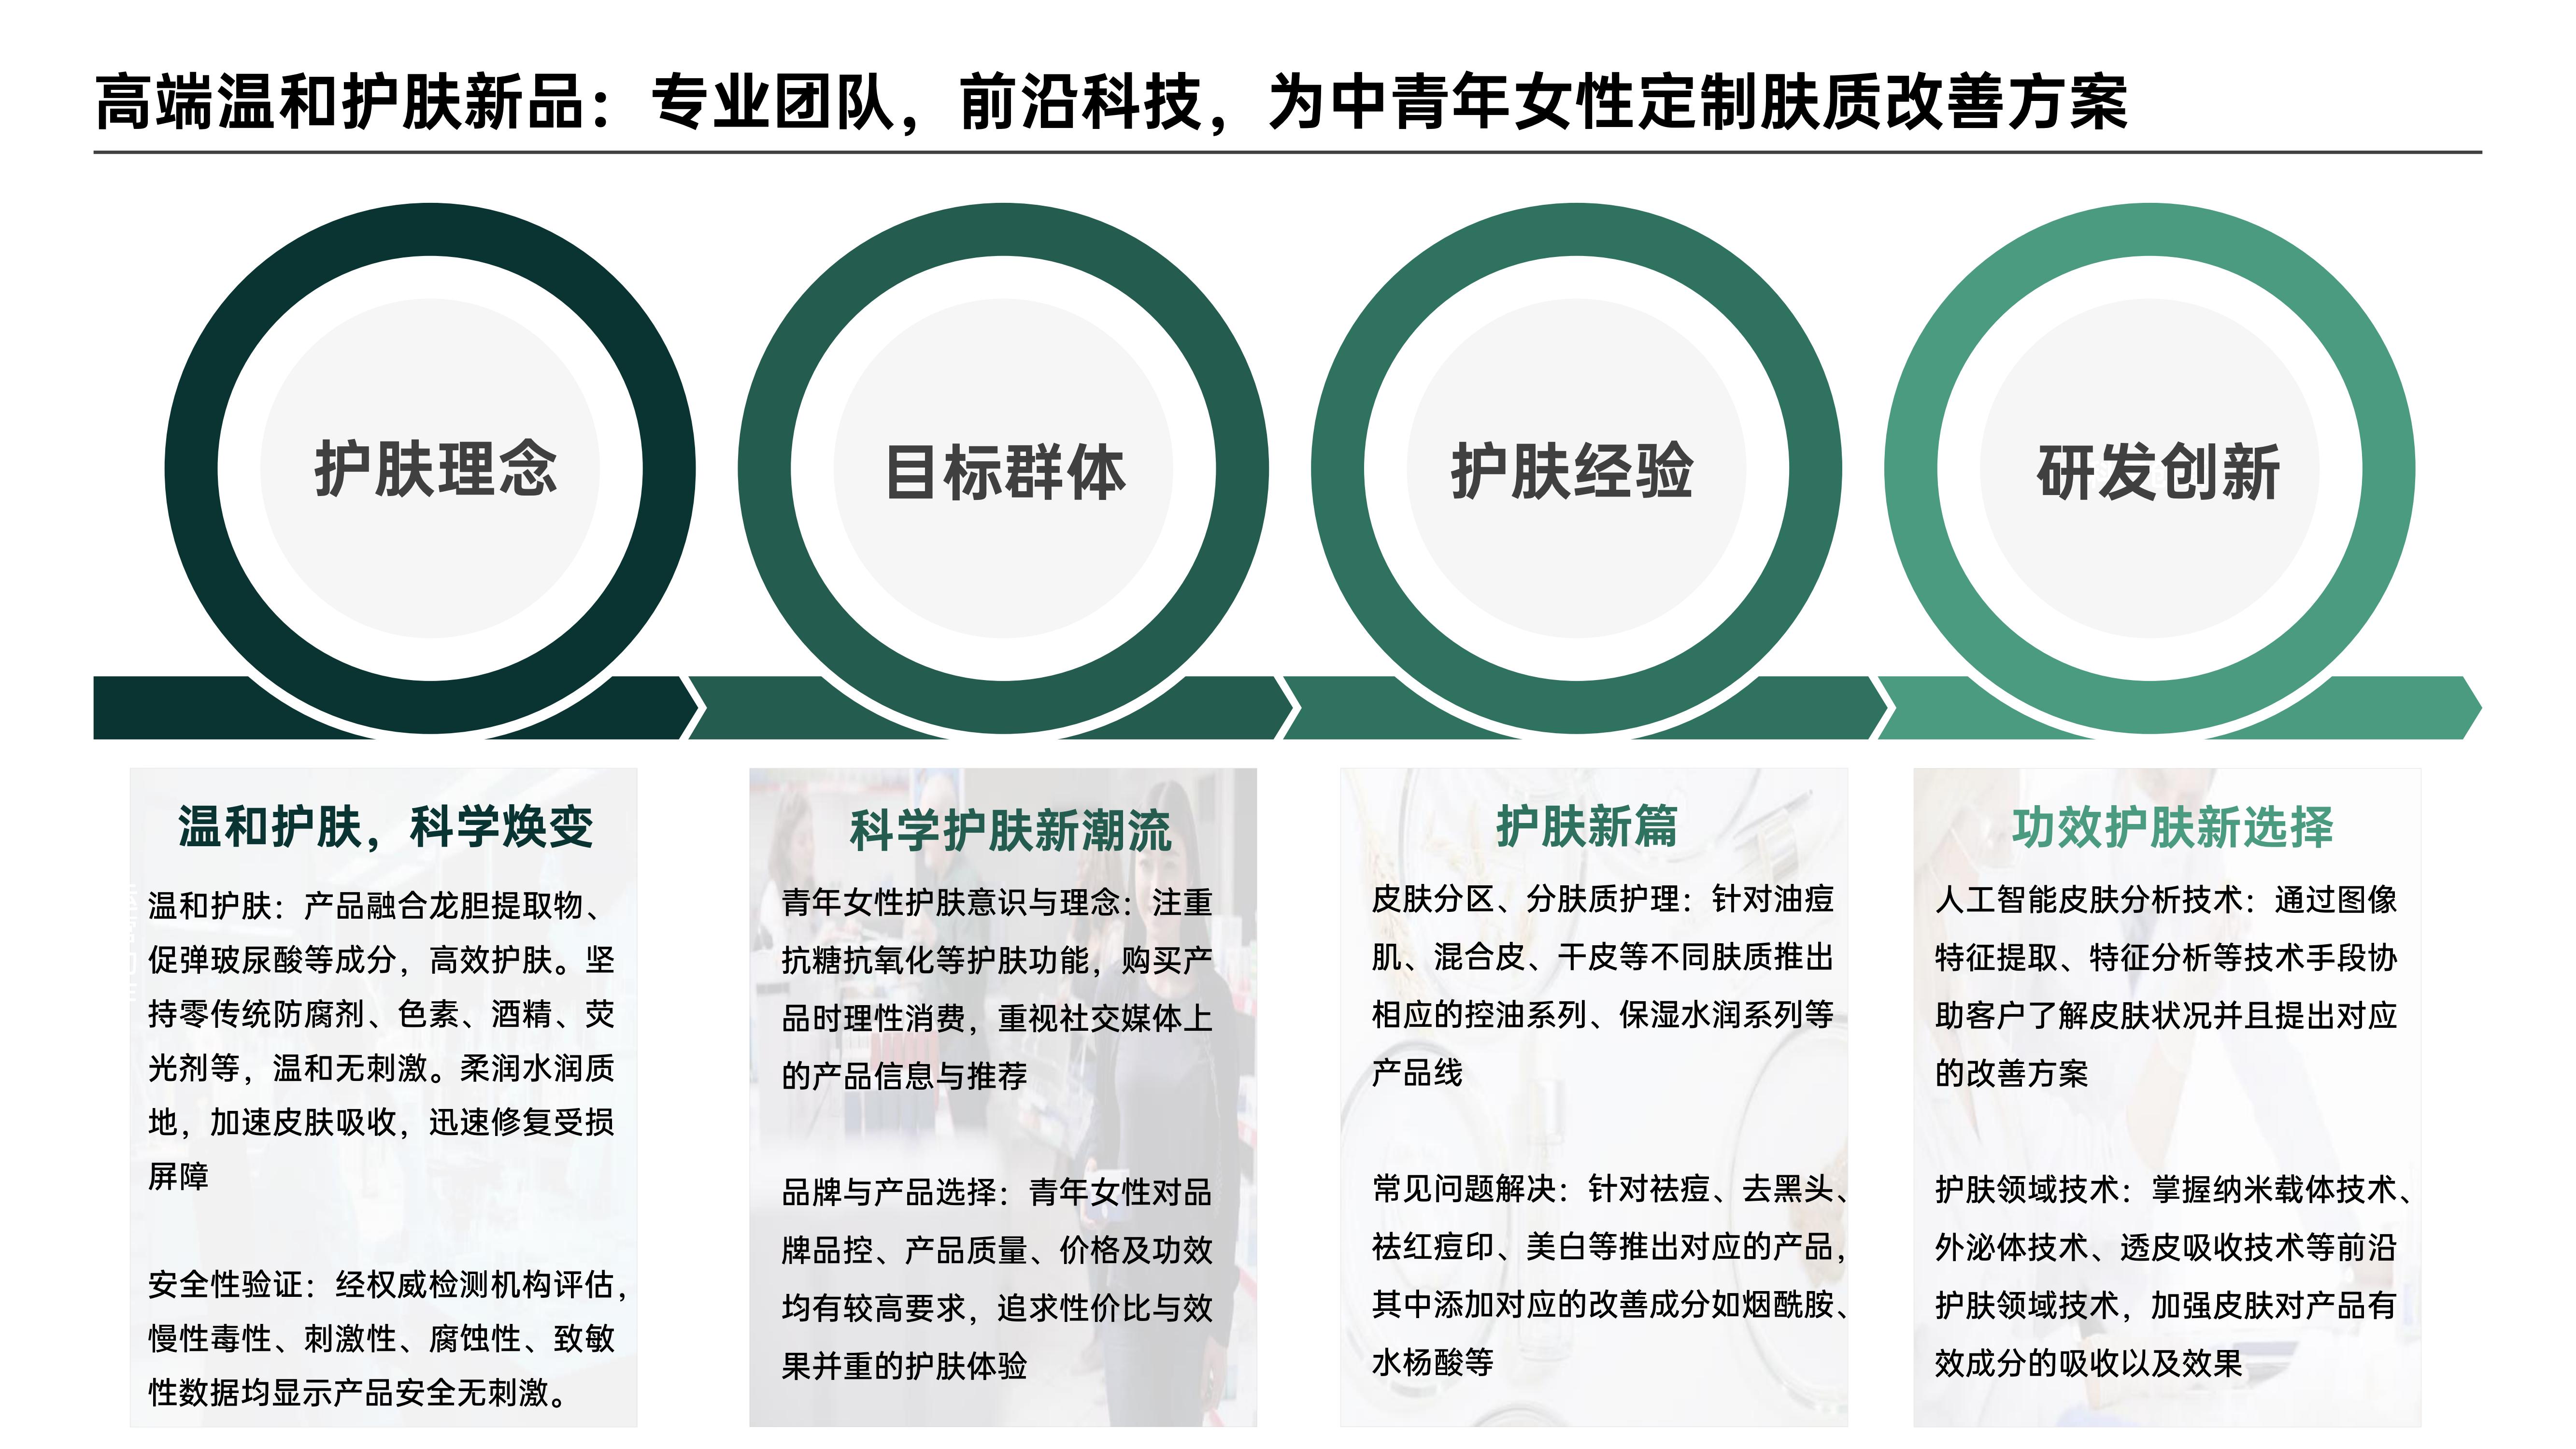 高端温和护肤新品：专业团队，前沿科技，为中青年女性定制肤质改善方案
护肤理念
目标群体
护肤经验
研发创新
温和护肤，科学焕变
温和护肤：产品融合龙胆提取物、
促弹玻尿酸等成分，高效护肤。坚
持零传统防腐剂、色素、酒精、荧
光剂等，温和无刺激。柔润水润质
地，加速皮肤吸收，迅速修复受损
屏障
安全性验证：经权威检测机构评估，
慢性毒性、刺激性、腐蚀性、致敏
性数据均显示产品安全无刺激。
科学护肤新潮流
青年女性护肤意识与理念：注重
抗糖抗氧化等护肤功能，购买产
品时理性消费，重视社交媒体上
的产品信息与推荐
品牌与产品选择：青年女性对品
牌品控、产品质量、价格及功效
均有较高要求，追求性价比与效
果并重的护肤体验
护肤新篇
皮肤分区、分肤质护理：针对油痘
肌、混合皮、干皮等不同肤质推出
相应的控油系列、保湿水润系列等
产品线
常见问题解决：针对祛痘、去黑头、
祛红痘印、美白等推出对应的产品，
其中添加对应的改善成分如烟酰胺、
水杨酸等
功效护肤新选择
人工智能皮肤分析技术：通过图像
特征提取、特征分析等技术手段协
助客户了解皮肤状况并且提出对应
的改善方案
护肤领域技术：掌握纳米载体技术、
外泌体技术、透皮吸收技术等前沿
护肤领域技术，加强皮肤对产品有
效成分的吸收以及效果